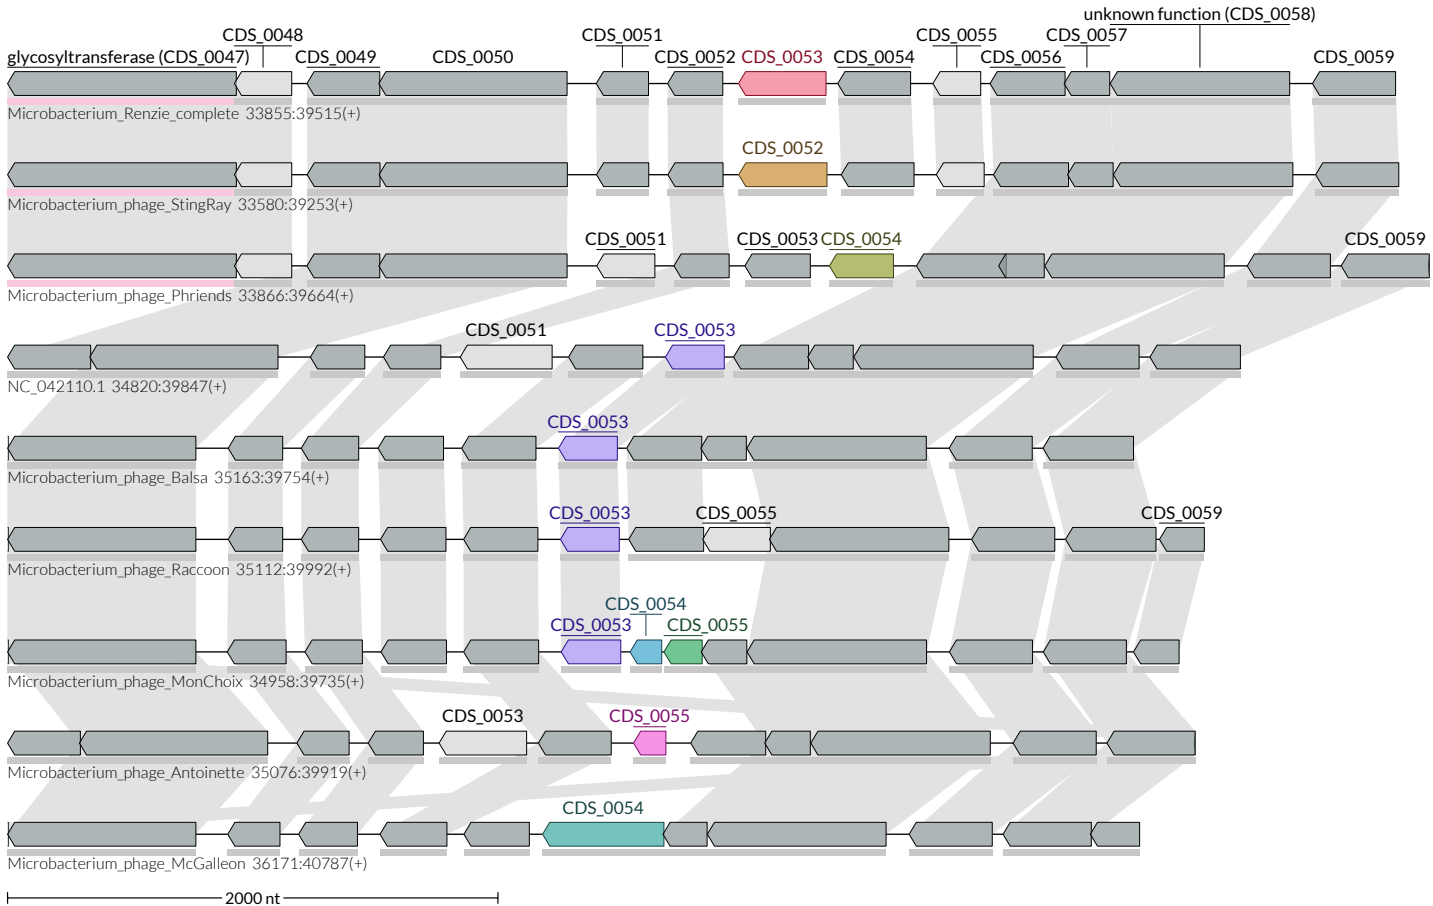 unknown function (CDS_0058)
CDS_0048 CDS_0051 CDS_0055 CDS_0057
glycosyltransferase (CDS_0047) CDS_0049 CDS_0050 CDS_0052 CDS_0053 CDS_0054 CDS_0056 CDS_0059
Microbacterium_Renzie_complete 33855:39515(+)
CDS_0052
Microbacterium_phage_StingRay 33580:39253(+)
CDS_0051 CDS_0053 CDS_0054 CDS_0059
Microbacterium_phage_Phriends 33866:39664(+)
CDS_0051 CDS_0053
NC_042110.1 34820:39847(+)
CDS_0053
Microbacterium_phage_Balsa 35163:39754(+)
CDS_0053 CDS_0055 CDS_0059
Microbacterium_phage_Raccoon 35112:39992(+)
CDS_0054
CDS_0053 CDS_0055
Microbacterium_phage_MonChoix 34958:39735(+)
CDS_0053 CDS_0055
Microbacterium_phage_Antoinette 35076:39919(+)
CDS_0054
Microbacterium_phage_McGalleon 36171:40787(+)
2000 nt